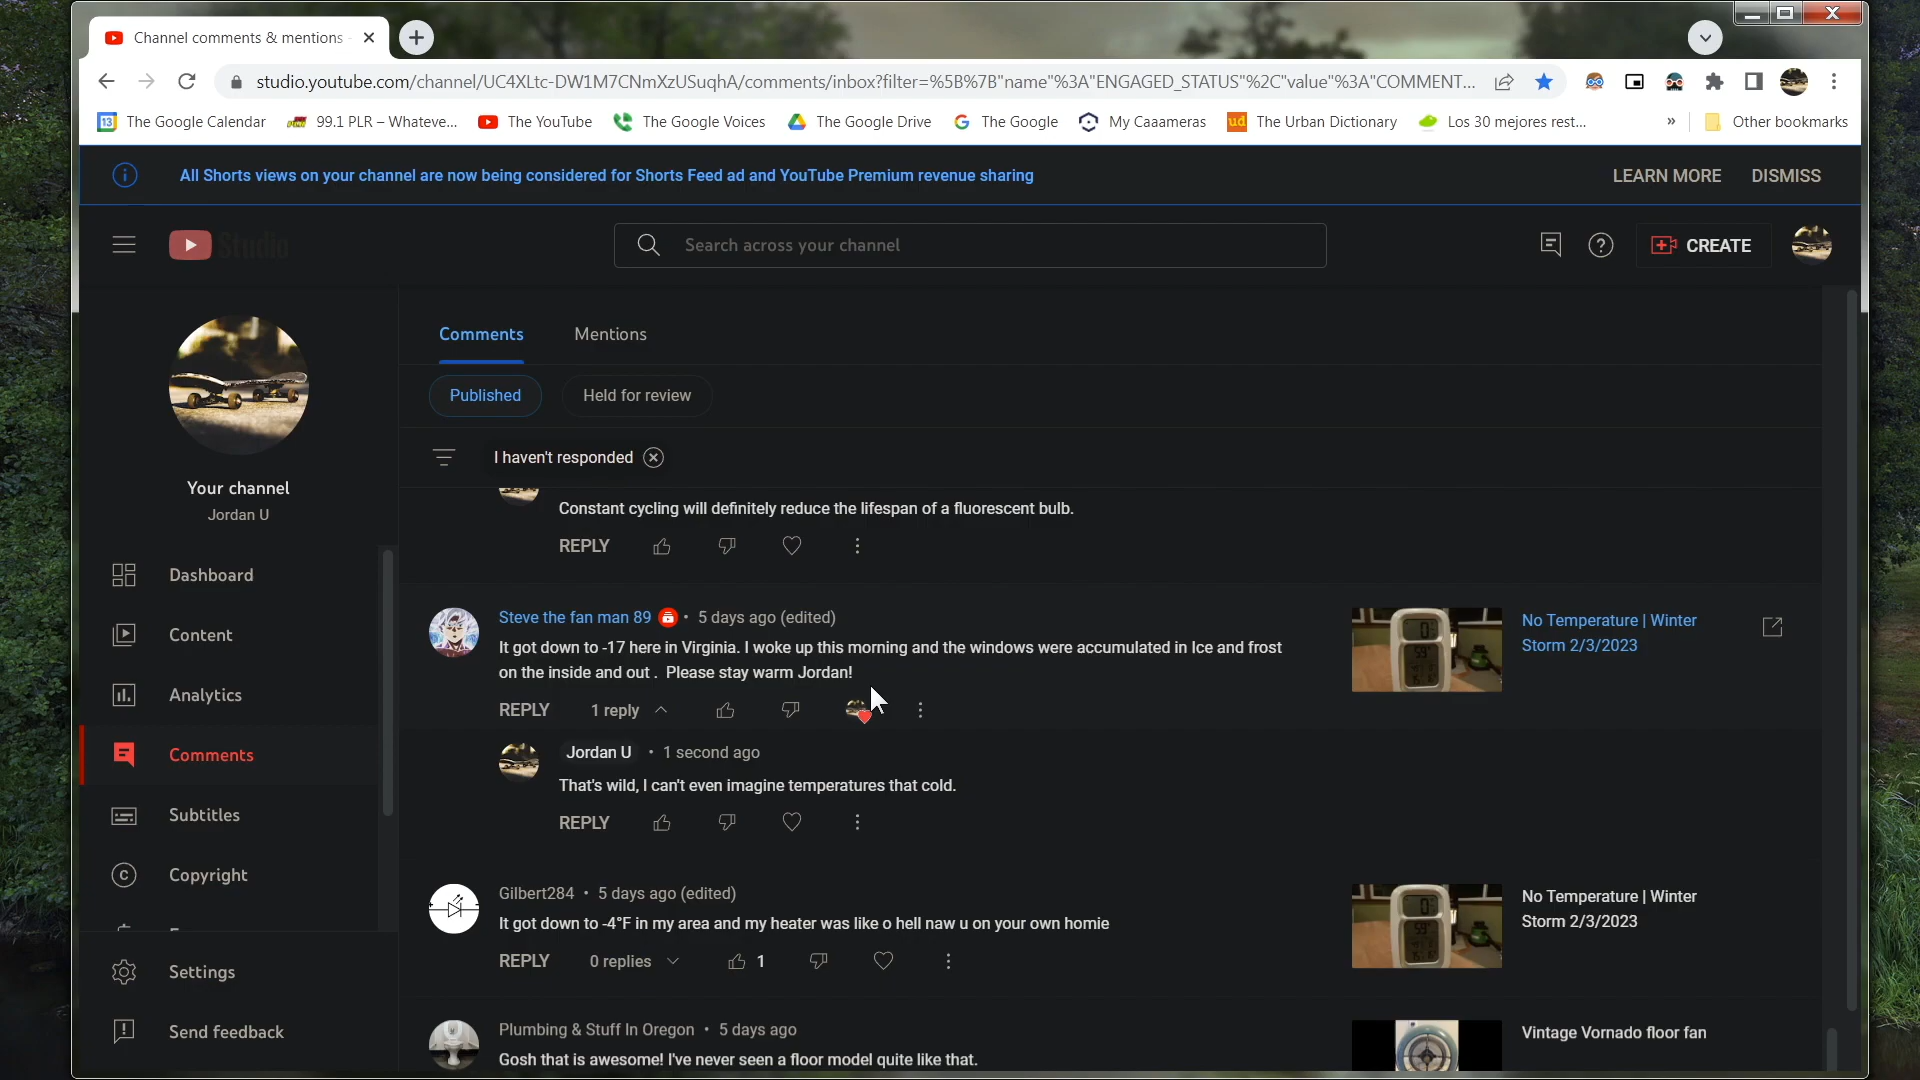 Channel comments & mentions
studio.youtube.com/channel/UC4XLtc-DW1M7CNmXzUSuqhA/comments/inbox?filter=%5B%7B"name"%3A"ENGAGED_STATUS"%2C"value"%3A"COMMENT...
13 The Google Calendar 99.1 PLR – Whateve... The YouTube The Google Voices The Google Drive The Google My Caaameras ud The Urban Dictionary Los 30 mejores rest... » Other bookmarks
All Shorts views on your channel are now being considered for Shorts Feed ad and YouTube Premium revenue sharing LEARN MORE DISMISS
Studio Search across your channel CREATE
Comments Mentions
Published Held for review
I haven't responded
Your channel
Jordan U
Dashboard
Content
Analytics
Comments
Subtitles
Copyright
Settings
Send feedback
Constant cycling will definitely reduce the lifespan of a fluorescent bulb.
REPLY
Steve the fan man 89 • 5 days ago (edited)
It got down to -17 here in Virginia. I woke up this morning and the windows were accumulated in Ice and frost
on the inside and out . Please stay warm Jordan!
REPLY 1 reply
No Temperature | Winter
Storm 2/3/2023
Jordan U • 1 second ago
That's wild, I can't even imagine temperatures that cold.
REPLY
Gilbert284 • 5 days ago (edited)
It got down to -4°F in my area and my heater was like o hell naw u on your own homie
REPLY 0 replies 1
No Temperature | Winter
Storm 2/3/2023
Plumbing & Stuff In Oregon • 5 days ago
Gosh that is awesome! I've never seen a floor model quite like that.
Vintage Vornado floor fan